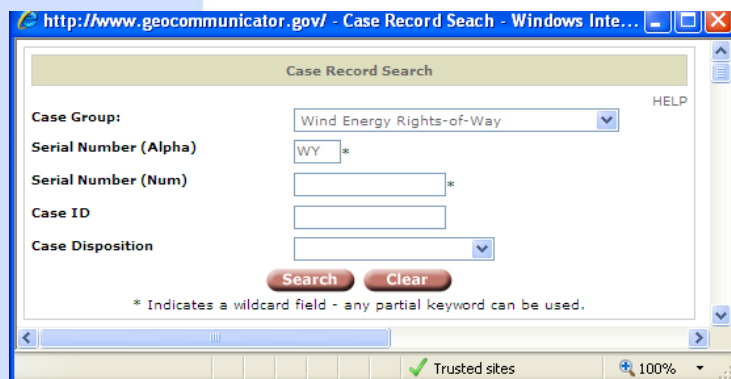 http://www.geocommunicator.gov/ - Case Record Seach - Windows Inte...
Case Record Search
HELP
Case Group: Wind Energy Rights-of-Way
Serial Number (Alpha) WY *
Serial Number (Num) *
Case ID
Case Disposition
Search Clear
* Indicates a wildcard field - any partial keyword can be used.
Trusted sites 100%